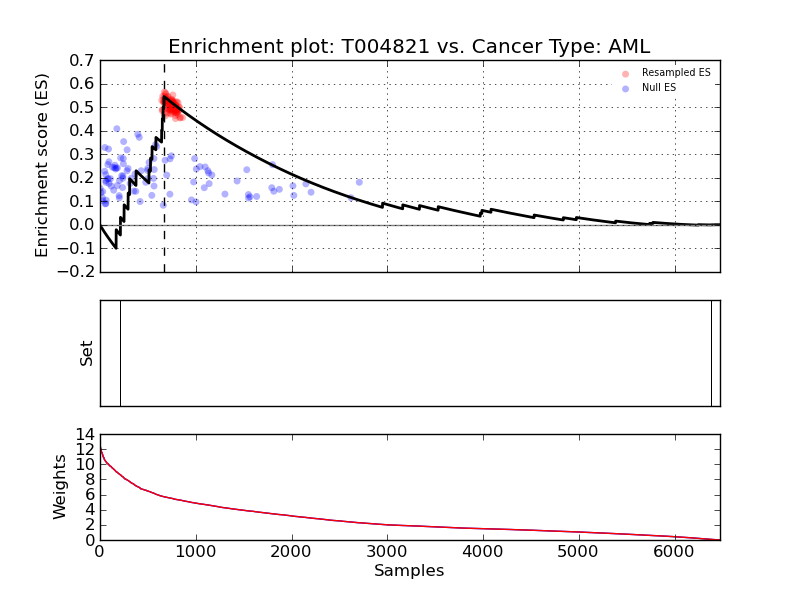 Enrichment plot: T004821 vs. Cancer Type: AML
Enrichment score (ES)
0.7
0.6
0.5
0.4
0.3
0.2
0.1
0.0
−0.1
−0.2
Resampled ES
Null ES
Set
Weights
14
12
10
8
6
4
2
0
0 1000 2000 3000 4000 5000 6000
Samples